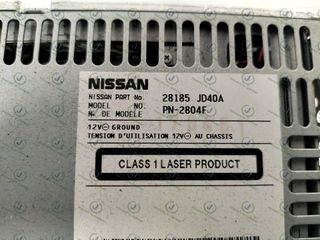 NISSAN
NISSAN PART No. 28185 JD40A
MODEL NO. PN-2804F
No. DE MODELE
12V⊖ GROUND
TENSION D'UTILISATION 12V⊖ AU CHASSIS
CLASS 1 LASER PRODUCT